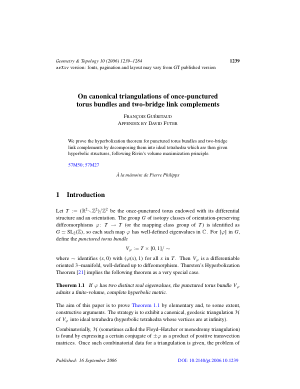 Geometry & Topology 10 (2006) 1239–1284
1239
arXiv version: fonts, pagination and layout may vary from GT published version
On canonical triangulations of once-punctured
torus bundles and two-bridge link complements
FRANÇOIS GUÉRITAUD
APPENDIX BY DAVID FUTER
We prove the hyperbolization theorem for punctured torus bundles and two-bridge
link complements by decomposing them into ideal tetrahedra which are then given
hyperbolic structures, following Rivin's volume maximization principle.
57M50; 57M27
À la mémoire de Pierre Philipps
1 Introduction
Let T := (ℝ²∖ℤ²)/ℤ² be the once-punctured torus endowed with its differential
structure and an orientation. The group G of isotopy classes of orientation-preserving
diffeomorphisms φ: T → T (or the mapping class group of T) is identified as
G ≅ SL₂(ℤ), so each such map φ has well-defined eigenvalues in ℂ. For [φ] in G,
define the punctured torus bundle
V_φ := T × [0, 1]/ ∼
where ∼ identifies (x, 0) with (φ(x), 1) for all x in T. Then V_φ is a differentiable
oriented 3–manifold, well-defined up to diffeomorphism. Thurston's Hyperbolization
Theorem [21] implies the following theorem as a very special case.
Theorem 1.1 If φ has two distinct real eigenvalues, the punctured torus bundle V_φ
admits a finite-volume, complete hyperbolic metric.
The aim of this paper is to prove Theorem 1.1 by elementary and, to some extent,
constructive arguments. The strategy is to exhibit a canonical, geodesic triangulation ℋ
of V_φ into ideal tetrahedra (hyperbolic tetrahedra whose vertices are at infinity).
Combinatorially, ℋ (sometimes called the Floyd–Hatcher or monodromy triangulation)
is found by expressing a certain conjugate of ±φ as a product of positive transvection
matrices. Once such combinatorial data for a triangulation is given, the problem of
Published: 16 September 2006
DOI: 10.2140/gt.2006.10.1239